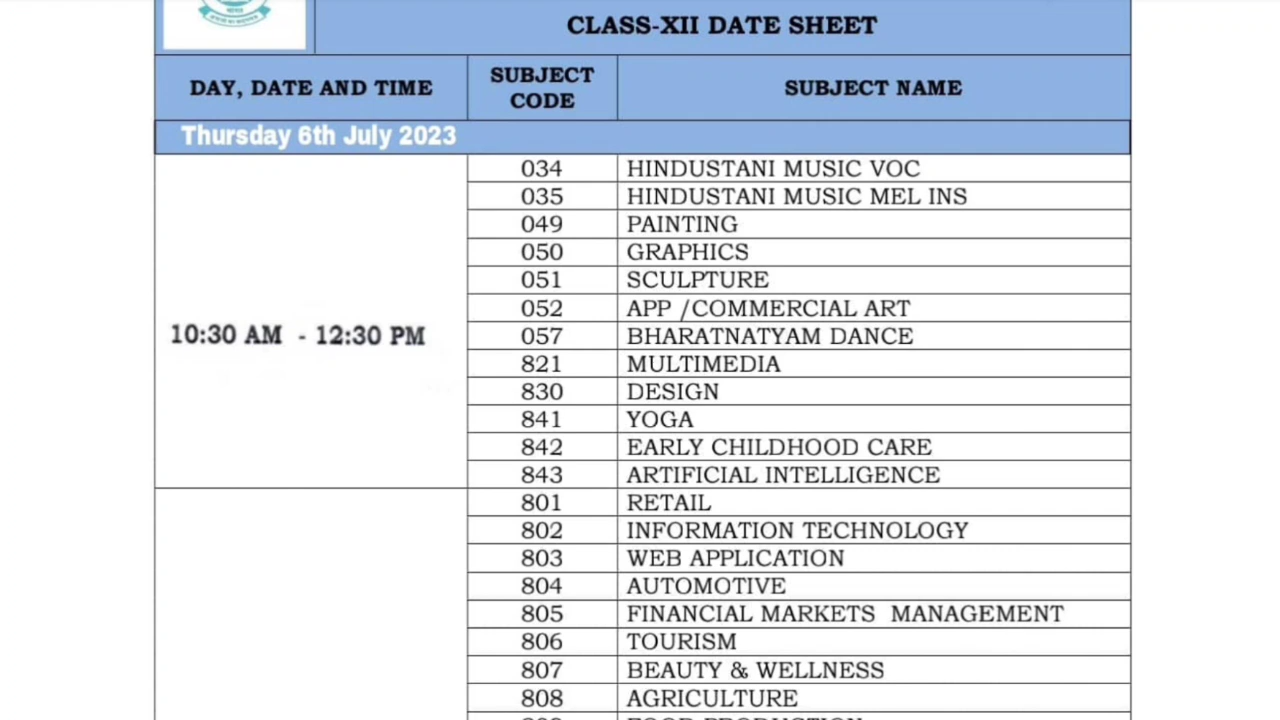 CLASS-XII DATE SHEET
DAY, DATE AND TIME
SUBJECT CODE
SUBJECT NAME
Thursday 6th July 2023
10:30 AM - 12:30 PM
034 HINDUSTANI MUSIC VOC
035 HINDUSTANI MUSIC MEL INS
049 PAINTING
050 GRAPHICS
051 SCULPTURE
052 APP /COMMERCIAL ART
057 BHARATNATYAM DANCE
821 MULTIMEDIA
830 DESIGN
841 YOGA
842 EARLY CHILDHOOD CARE
843 ARTIFICIAL INTELLIGENCE
801 RETAIL
802 INFORMATION TECHNOLOGY
803 WEB APPLICATION
804 AUTOMOTIVE
805 FINANCIAL MARKETS MANAGEMENT
806 TOURISM
807 BEAUTY & WELLNESS
808 AGRICULTURE